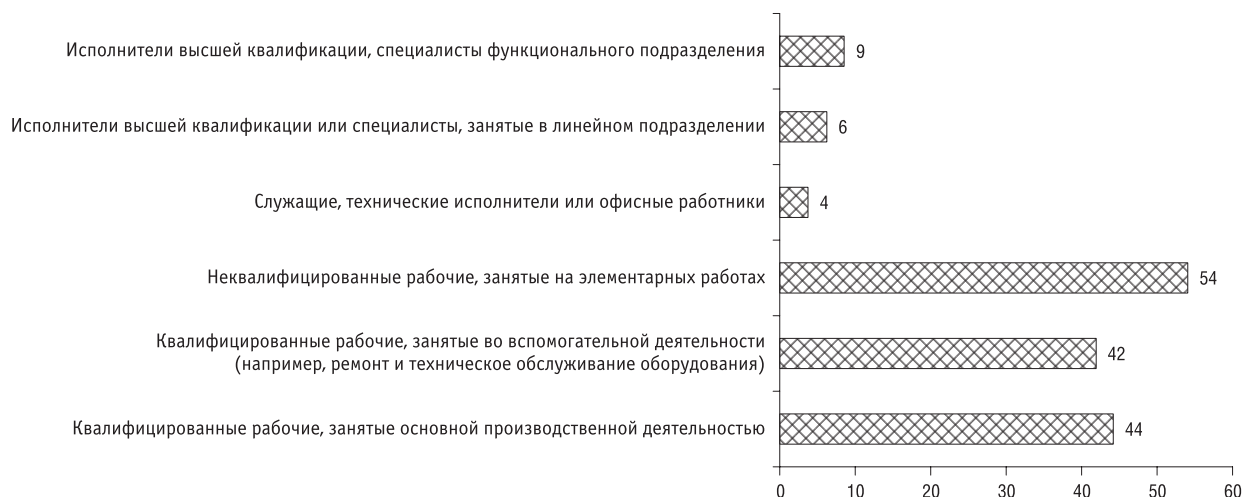 Исполнители высшей квалификации, специалисты функционального подразделения
9
Исполнители высшей квалификации или специалисты, занятые в линейном подразделении
6
Служащие, технические исполнители или офисные работники
4
Неквалифицированные рабочие, занятые на элементарных работах
54
Квалифицированные рабочие, занятые во вспомогательной деятельности
(например, ремонт и техническое обслуживание оборудования)
42
Квалифицированные рабочие, занятые основной производственной деятельностью
44
0 10 20 30 40 50 60